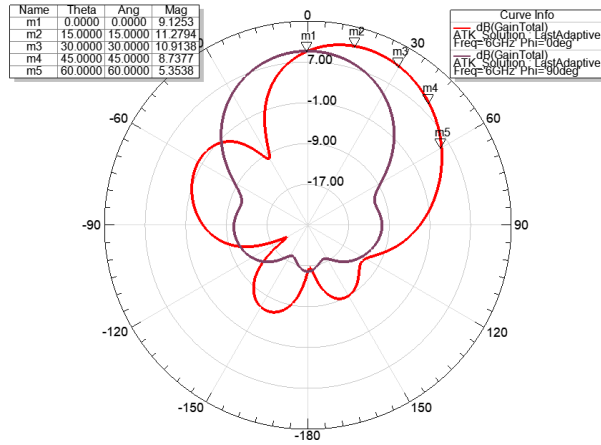 Name Theta Ang Mag
m1 0.0000 0.0000 9.1253
m2 15.0000 15.0000 11.2794
m3 30.0000 30.0000 10.9138
m4 45.0000 45.0000 8.7377
m5 60.0000 60.0000 5.3538
Curve Info
dB(GainTotal)
ATK_Solution : LastAdaptive
Freq='6GHz' Phi='0deg'
dB(GainTotal)
ATK_Solution : LastAdaptive
Freq='6GHz' Phi='90deg'
0
m1
m2
30
m3
7.00
m4
-60
-1.00
m5
-9.00
-17.00
-90
90
-120
120
-150
150
-180